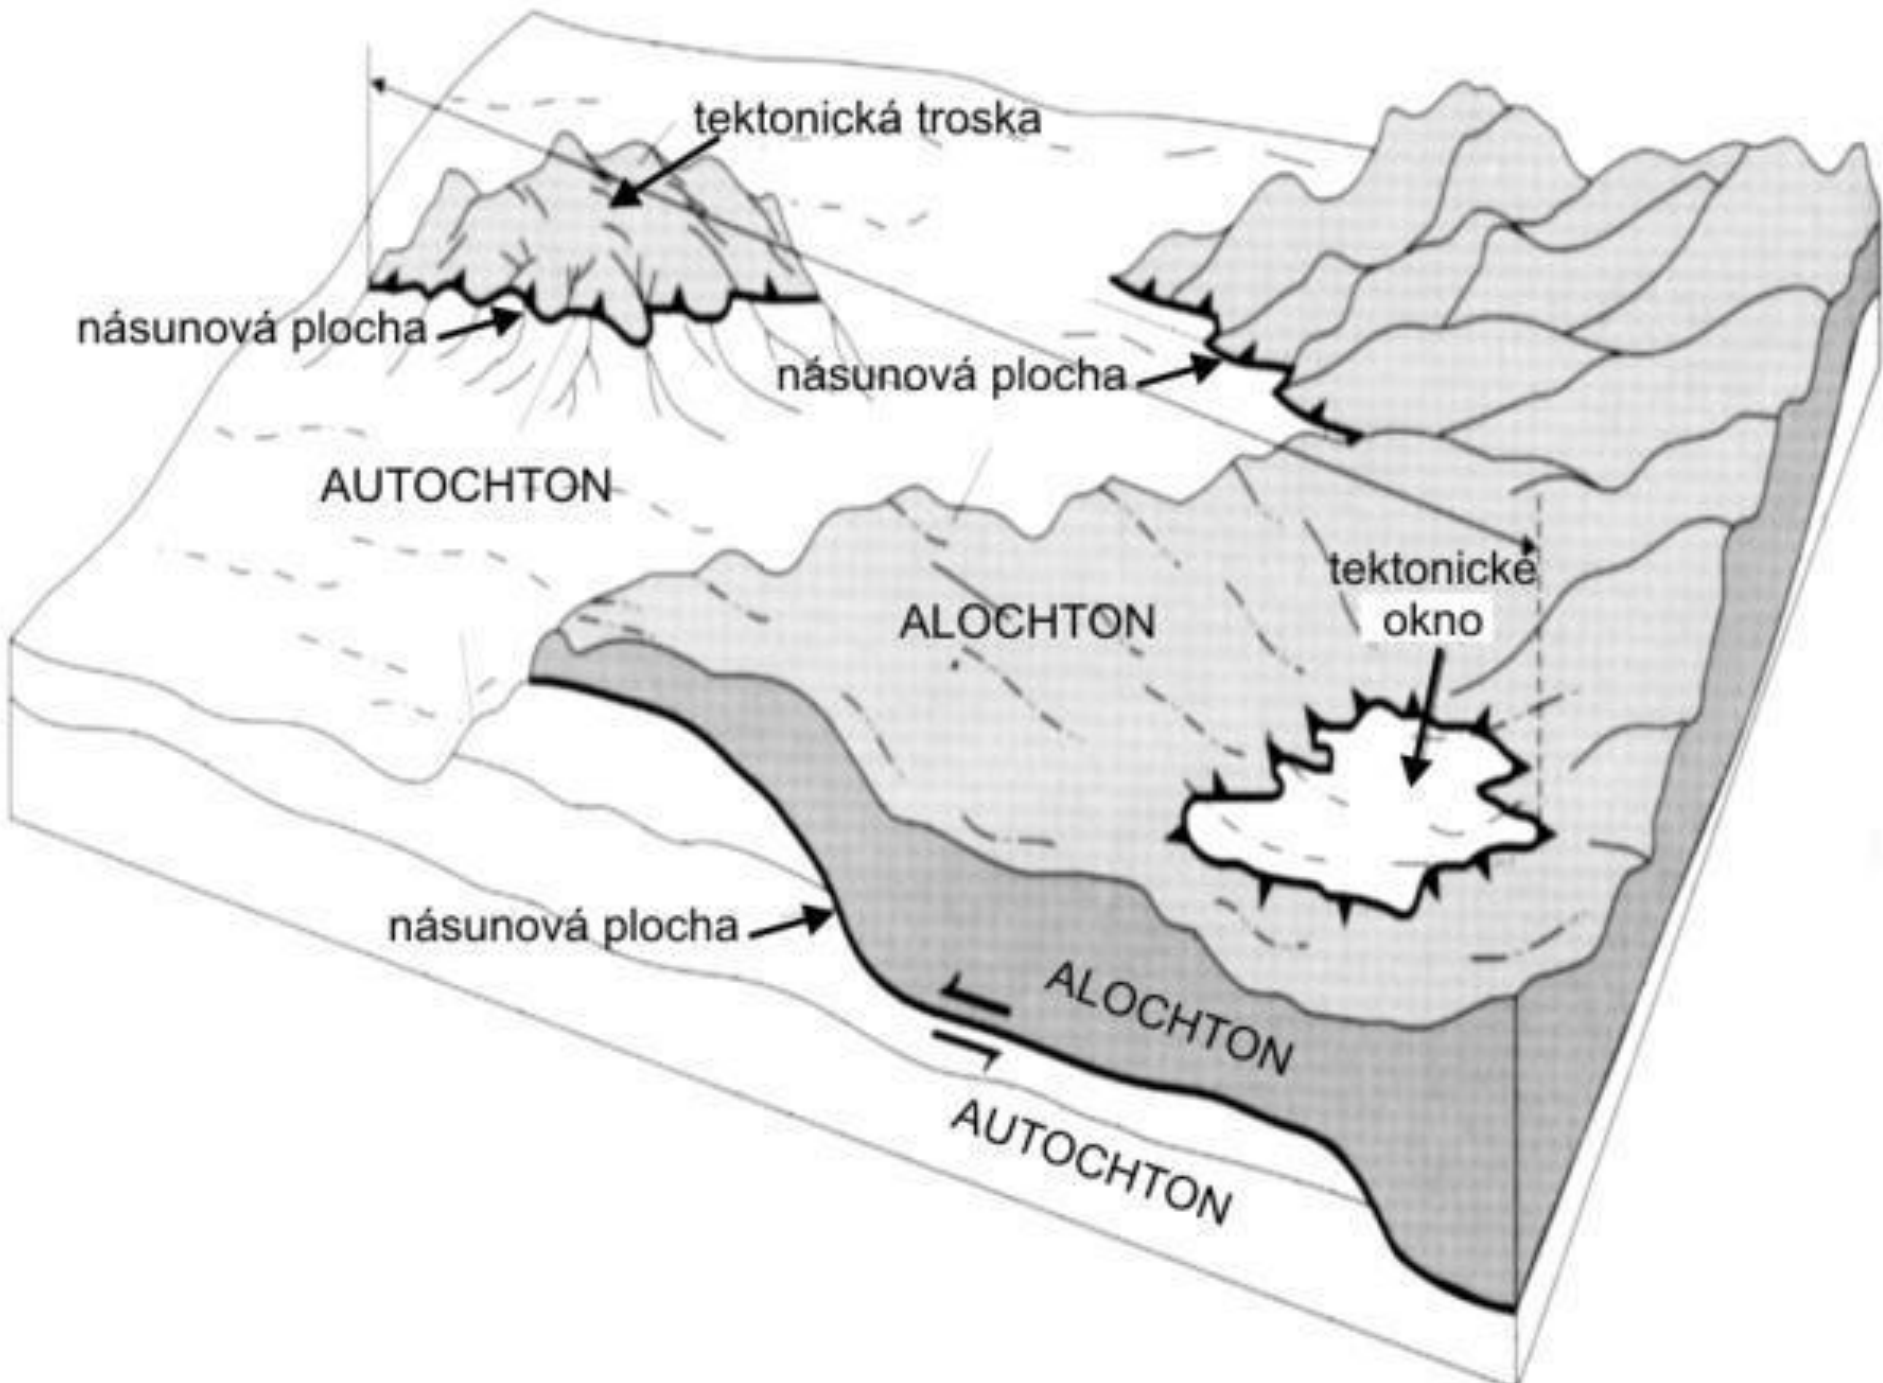 tektonická troska
násunová plocha
násunová plocha
AUTOCHTON
tektonické
okno
ALOCHTON
násunová plocha
ALOCHTON
AUTOCHTON